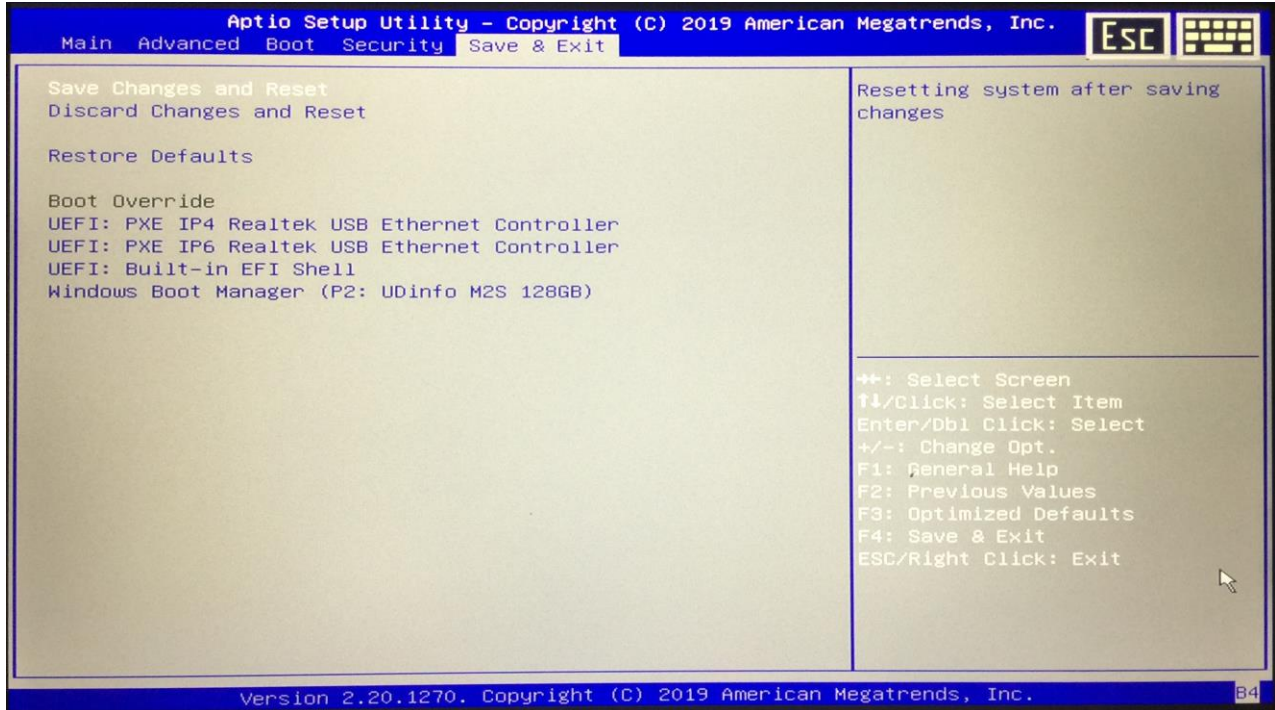 Aptio Setup Utility – Copyright (C) 2019 American Megatrends, Inc.
Esc
Main Advanced Boot Security Save & Exit
Save Changes and Reset
Discard Changes and Reset
Restore Defaults
Boot Override
UEFI: PXE IP4 Realtek USB Ethernet Controller
UEFI: PXE IP6 Realtek USB Ethernet Controller
UEFI: Built-in EFI Shell
Windows Boot Manager (P2: UDinfo M2S 128GB)
Resetting system after saving
changes
→←: Select Screen
↑↓/Click: Select Item
Enter/Dbl Click: Select
+/-: Change Opt.
F1: General Help
F2: Previous Values
F3: Optimized Defaults
F4: Save & Exit
ESC/Right Click: Exit
Version 2.20.1270. Copyright (C) 2019 American Megatrends, Inc.
B4